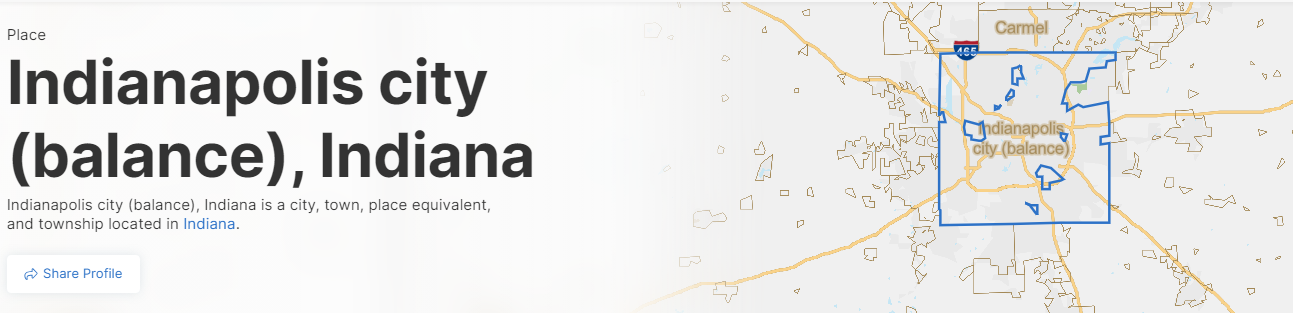 Place
Indianapolis city
(balance), Indiana
Indianapolis city (balance), Indiana is a city, town, place equivalent,
and township located in Indiana.
Share Profile
Carmel
465
Indianapolis
city (balance)